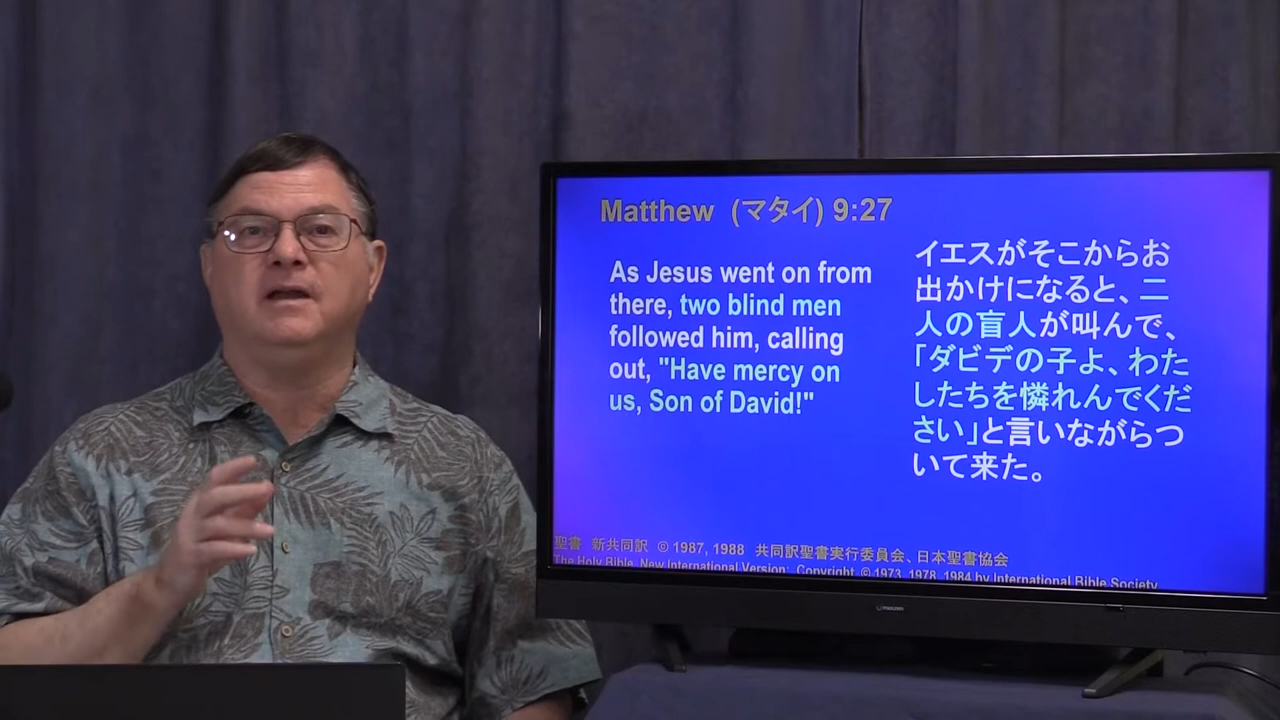 Matthew (マタイ) 9:27
As Jesus went on from
there, two blind men
followed him, calling
out, "Have mercy on
us, Son of David!"
イエスがそこからお
出かけになると、二
人の盲人が叫んで、
「ダビデの子よ、わた
したちを憐れんでくだ
さい」と言いながらつ
いて来た。
聖書 新共同訳 © 1987, 1988 共同訳聖書実行委員会、日本聖書協会
The Holy Bible, New International Version; Copyright © 1973, 1978, 1984 by International Bible Society